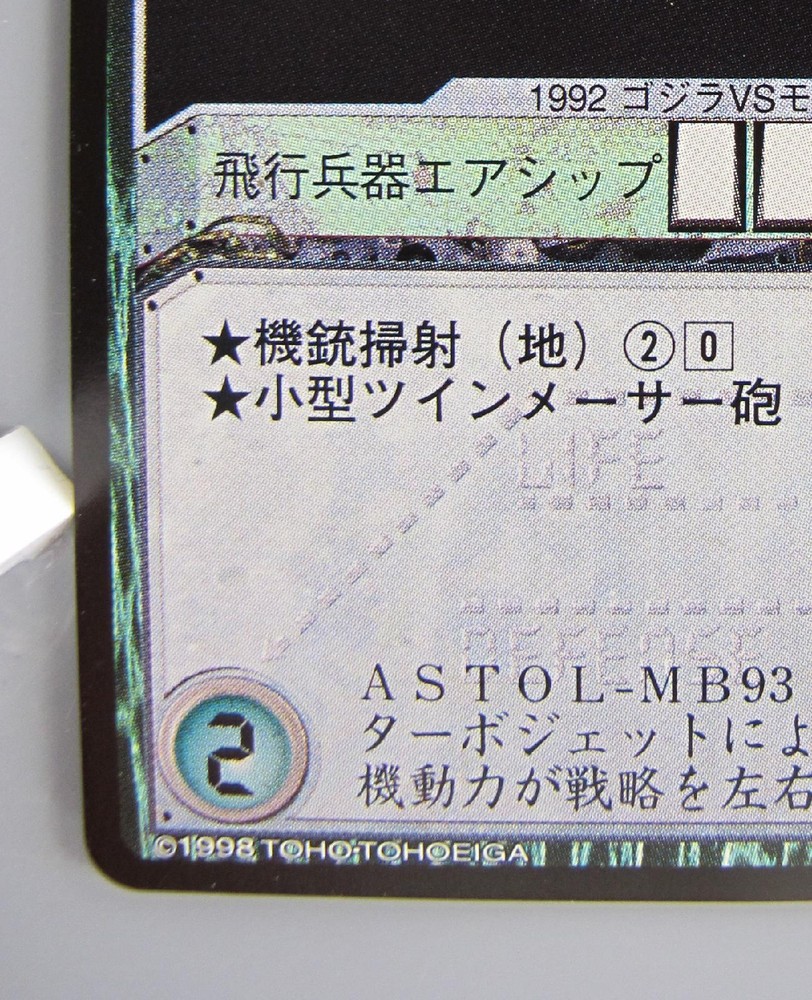 1992 ゴジラVSモ
飛行兵器エアシップ
★機銃掃射（地）②0
★小型ツインメーサー砲
LIFE
DEFENSE
ASTOL-MB93
ターボジェットによ
機動力が戦略を左右
2
©1998 TOHO・TOHOEIGA